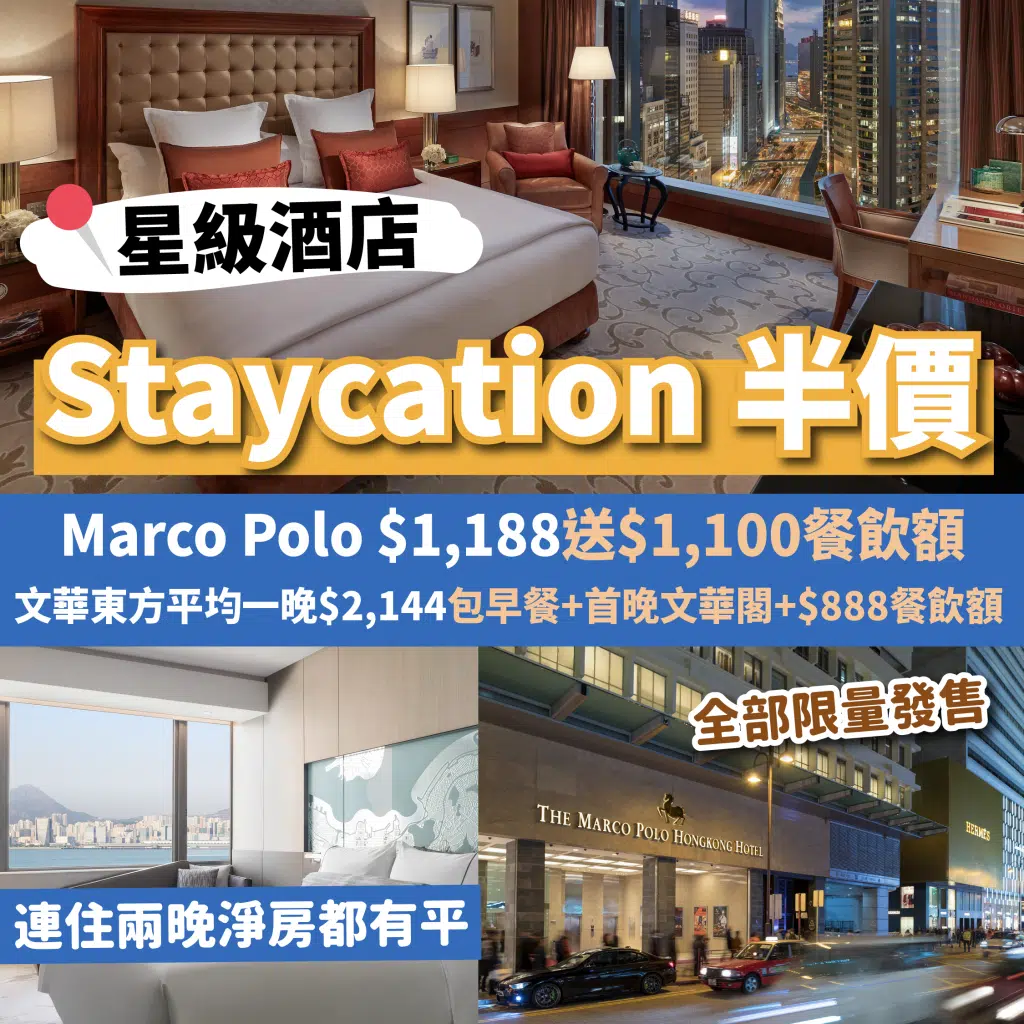 星級酒店
Staycation 半價
Marco Polo $1,188送$1,100餐飲額
文華東方平均一晚$2,144包早餐+首晚文華閣+$888餐飲額
全部限量發售
THE MARCO POLO HONGKONG HOTEL
HERMÈS
連住兩晚淨房都有平